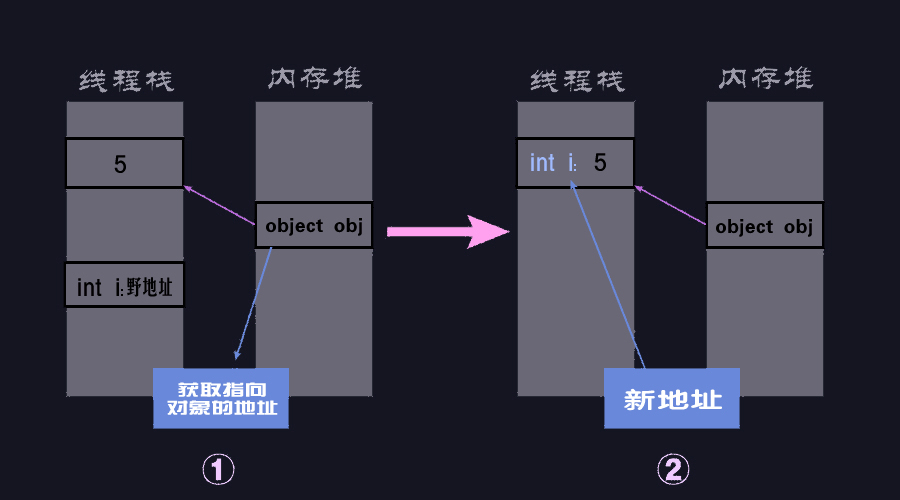 线程栈
内存堆
5
object obj
int i:野地址
获取指向
对象的地址
①
线程栈
内存堆
int i: 5
object obj
新地址
②